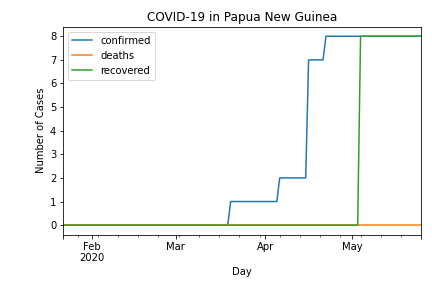 COVID-19 in Papua New Guinea
confirmed
deaths
recovered
Number of Cases
8
7
6
5
4
3
2
1
0
Feb
2020
Mar
Apr
May
Day